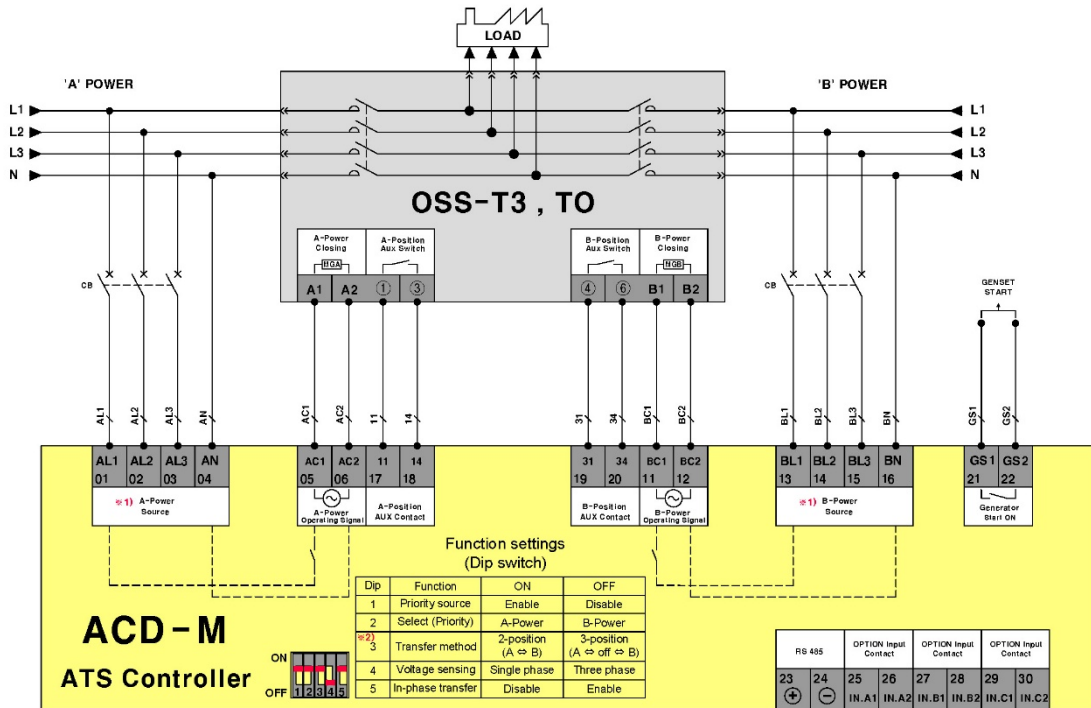 LOAD
'A' POWER
'B' POWER
L1
L1
L2
L2
L3
L3
N
N
OSS-T3 , TO
A-Power
Closing
A-Position
Aux Switch
B-Position
Aux Switch
B-Power
Closing
A1 A2 ① ③
④ ⑥ B1 B2
CB
CB
GENSET
START
AL1 AL2 AL3 AN
AC1 AC2 11 14
31 34 BC1 BC2
BL1 BL2 BL3 BN
GS1 GS2
AL1 AL2 AL3 AN
01 02 03 04
※1) A-Power
Source
AC1 AC2 11 14
05 06 17 18
A-Power
Operating Signal
A-Position
AUX Contact
31 34 BC1 BC2
19 20 11 12
B-Position
AUX Contact
B-Power
Operating Signal
BL1 BL2 BL3 BN
13 14 15 16
※1) B-Power
Source
GS1 GS2
21 22
Generator
Start ON
Function settings
(Dip switch)
Dip Function ON OFF
1 Priority source Enable Disable
2 Select (Priority) A-Power B-Power
※2)
3 Transfer method 2-position (A ⇔ B) 3-position (A ⇔ off ⇔ B)
4 Voltage sensing Single phase Three phase
5 In-phase transfer Disable Enable
ACD-M
ATS Controller
ON
OFF
1 2 3 4 5
RS 485
OPTION Input
Contact
OPTION Input
Contact
OPTION Input
Contact
23 24 25 26 27 28 29 30
⊕ ⊖ IN.A1 IN.A2 IN.B1 IN.B2 IN.C1 IN.C2